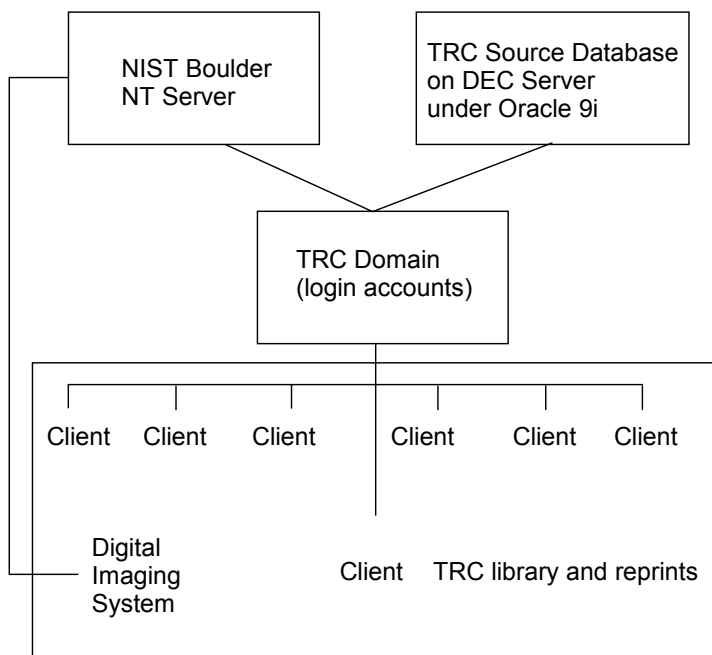 NIST Boulder
NT Server
TRC Source Database
on DEC Server
under Oracle 9i
TRC Domain
(login accounts)
Client Client Client Client Client Client
Digital
Imaging
System
Client TRC library and reprints